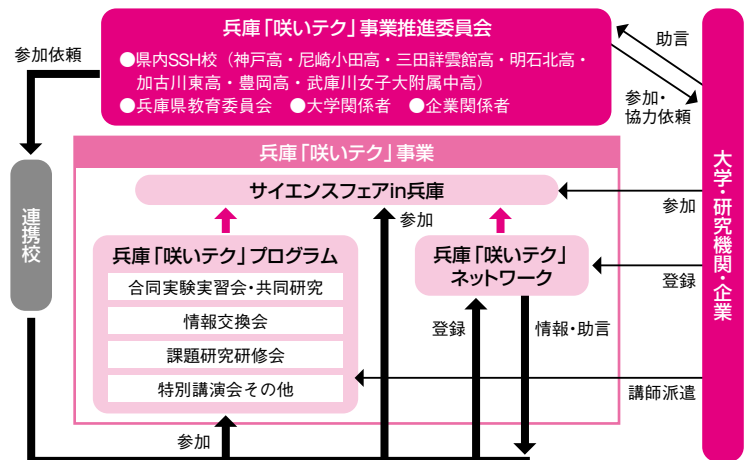 兵庫「咲いテク」事業推進委員会
●県内SSH校（神戸高・尼崎小田高・三田詳雲館高・明石北高・
加古川東高・豊岡高・武庫川女子大附属中高）
●兵庫県教育委員会 ●大学関係者 ●企業関係者
参加依頼
助言
参加・
協力依頼
兵庫「咲いテク」事業
サイエンスフェアin兵庫
連携校
大学・研究機関・企業
参加
参加
兵庫「咲いテク」プログラム
合同実験実習会・共同研究
情報交換会
課題研究研修会
特別講演会その他
兵庫「咲いテク」
ネットワーク
登録
登録
情報・助言
講師派遣
参加